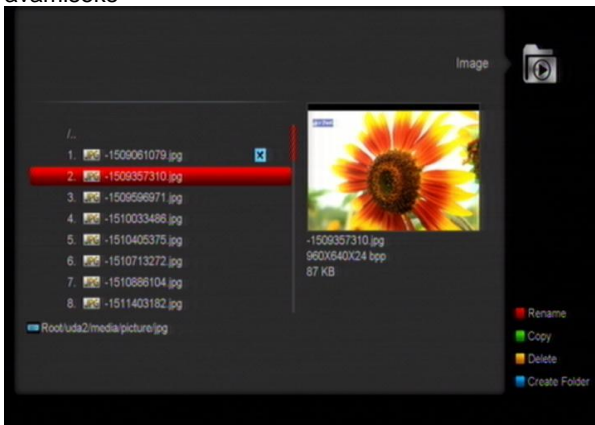 Image
/..
1. -1509061079.jpg X
2. -1509357310.jpg
3. -1509596971.jpg
4. -1510033486.jpg
5. -1510405375.jpg
6. -1510713272.jpg
7. -1510886104.jpg
8. -1511403182.jpg
-1509357310.jpg
960X640X24 bpp
87 KB
Root/uda2/media/picture/jpg
Rename
Copy
Delete
Create Folder